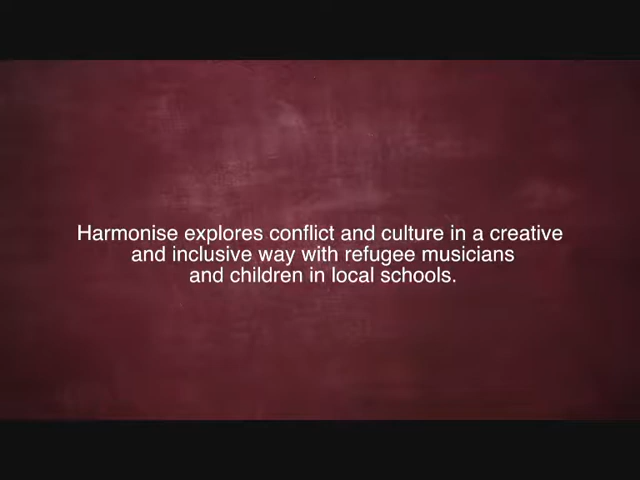 Harmonise explores conflict and culture in a creative
and inclusive way with refugee musicians
and children in local schools.